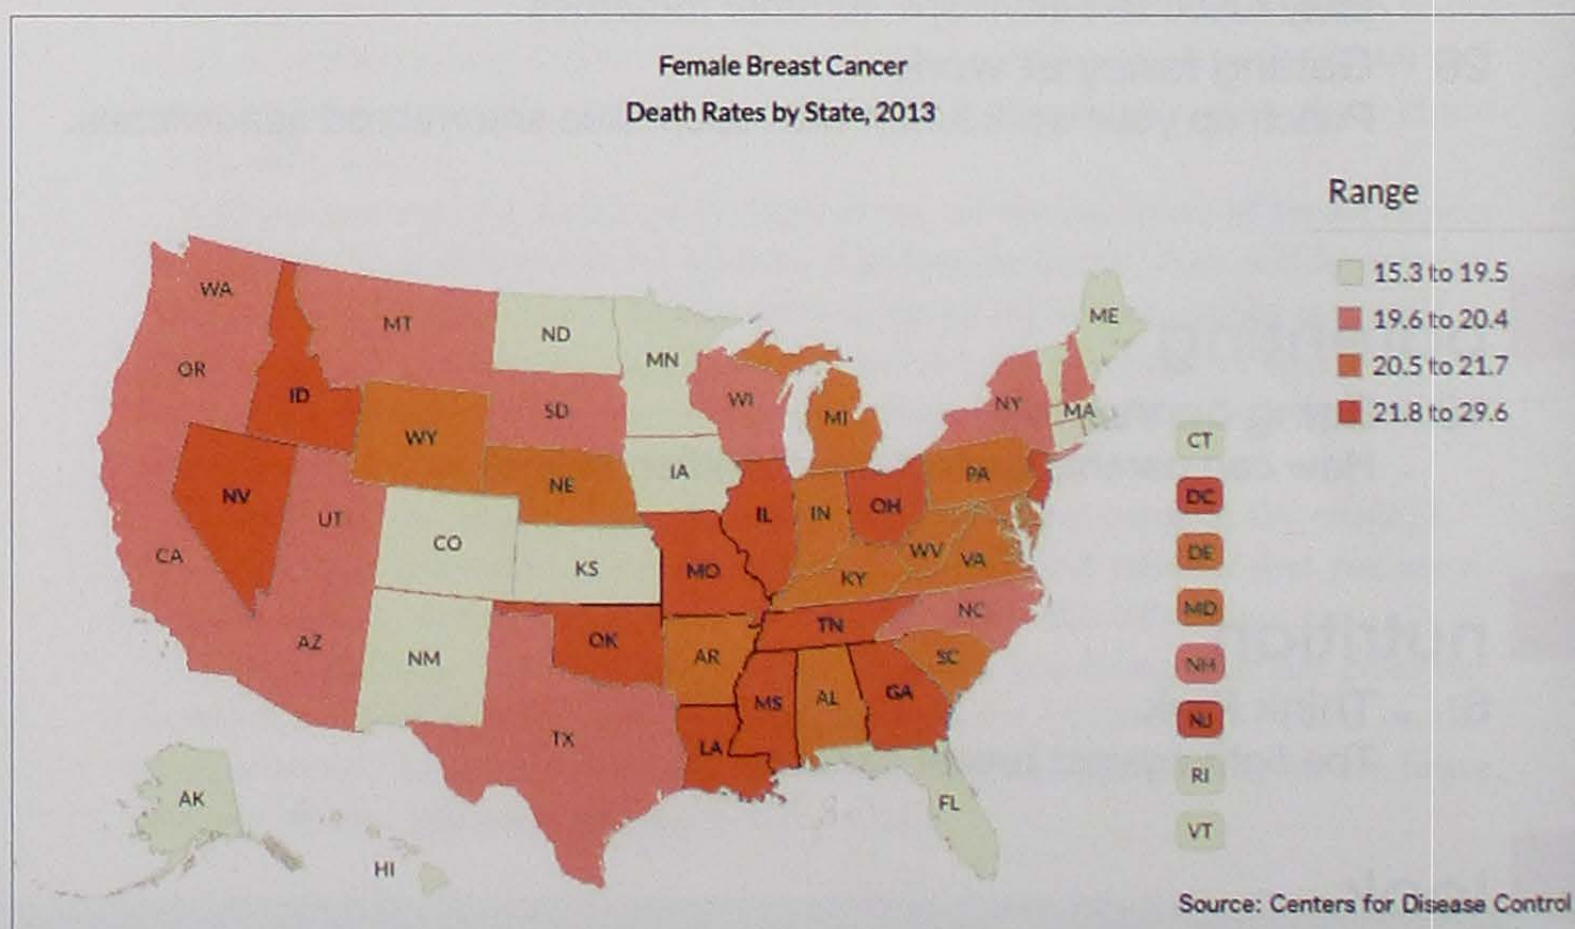 Female Breast Cancer
Death Rates by State, 2013
Range
15.3 to 19.5
19.6 to 20.4
20.5 to 21.7
21.8 to 29.6
WA
MT
ND
MN
ME
OR
ID
SD
WI
NY
MA
WY
MI
CT
NV
NE
IA
PA
DC
UT
IL
IN
OH
CA
CO
KS
MO
KY
WV
VA
DE
AZ
NM
OK
AR
TN
NC
MD
SC
NH
TX
LA
MS
AL
GA
NJ
AK
FL
RI
HI
VT
Source: Centers for Disease Control